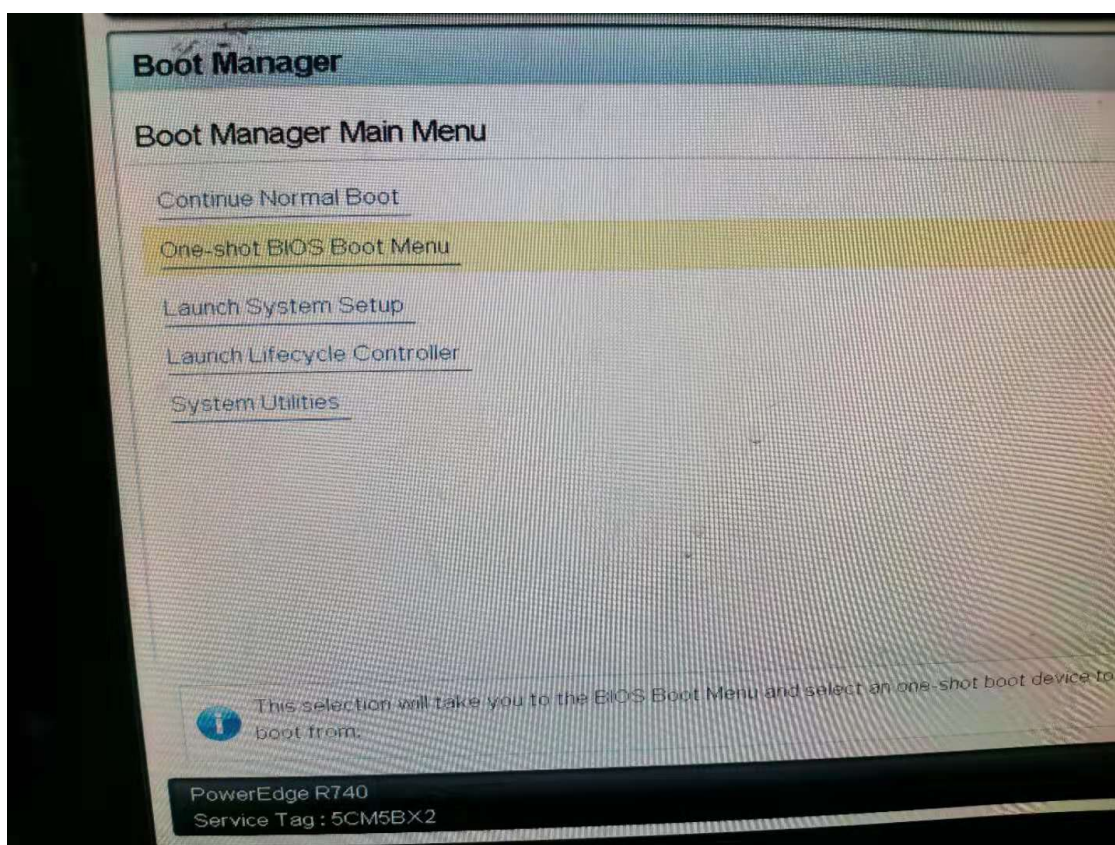 Boot Manager
Boot Manager Main Menu
Continue Normal Boot
One-shot BIOS Boot Menu
Launch System Setup
Launch Lifecycle Controller
System Utilities
This selection will take you to the BIOS Boot Menu and select an one-shot boot device to
boot from.
PowerEdge R740
Service Tag : 5CM5BX2